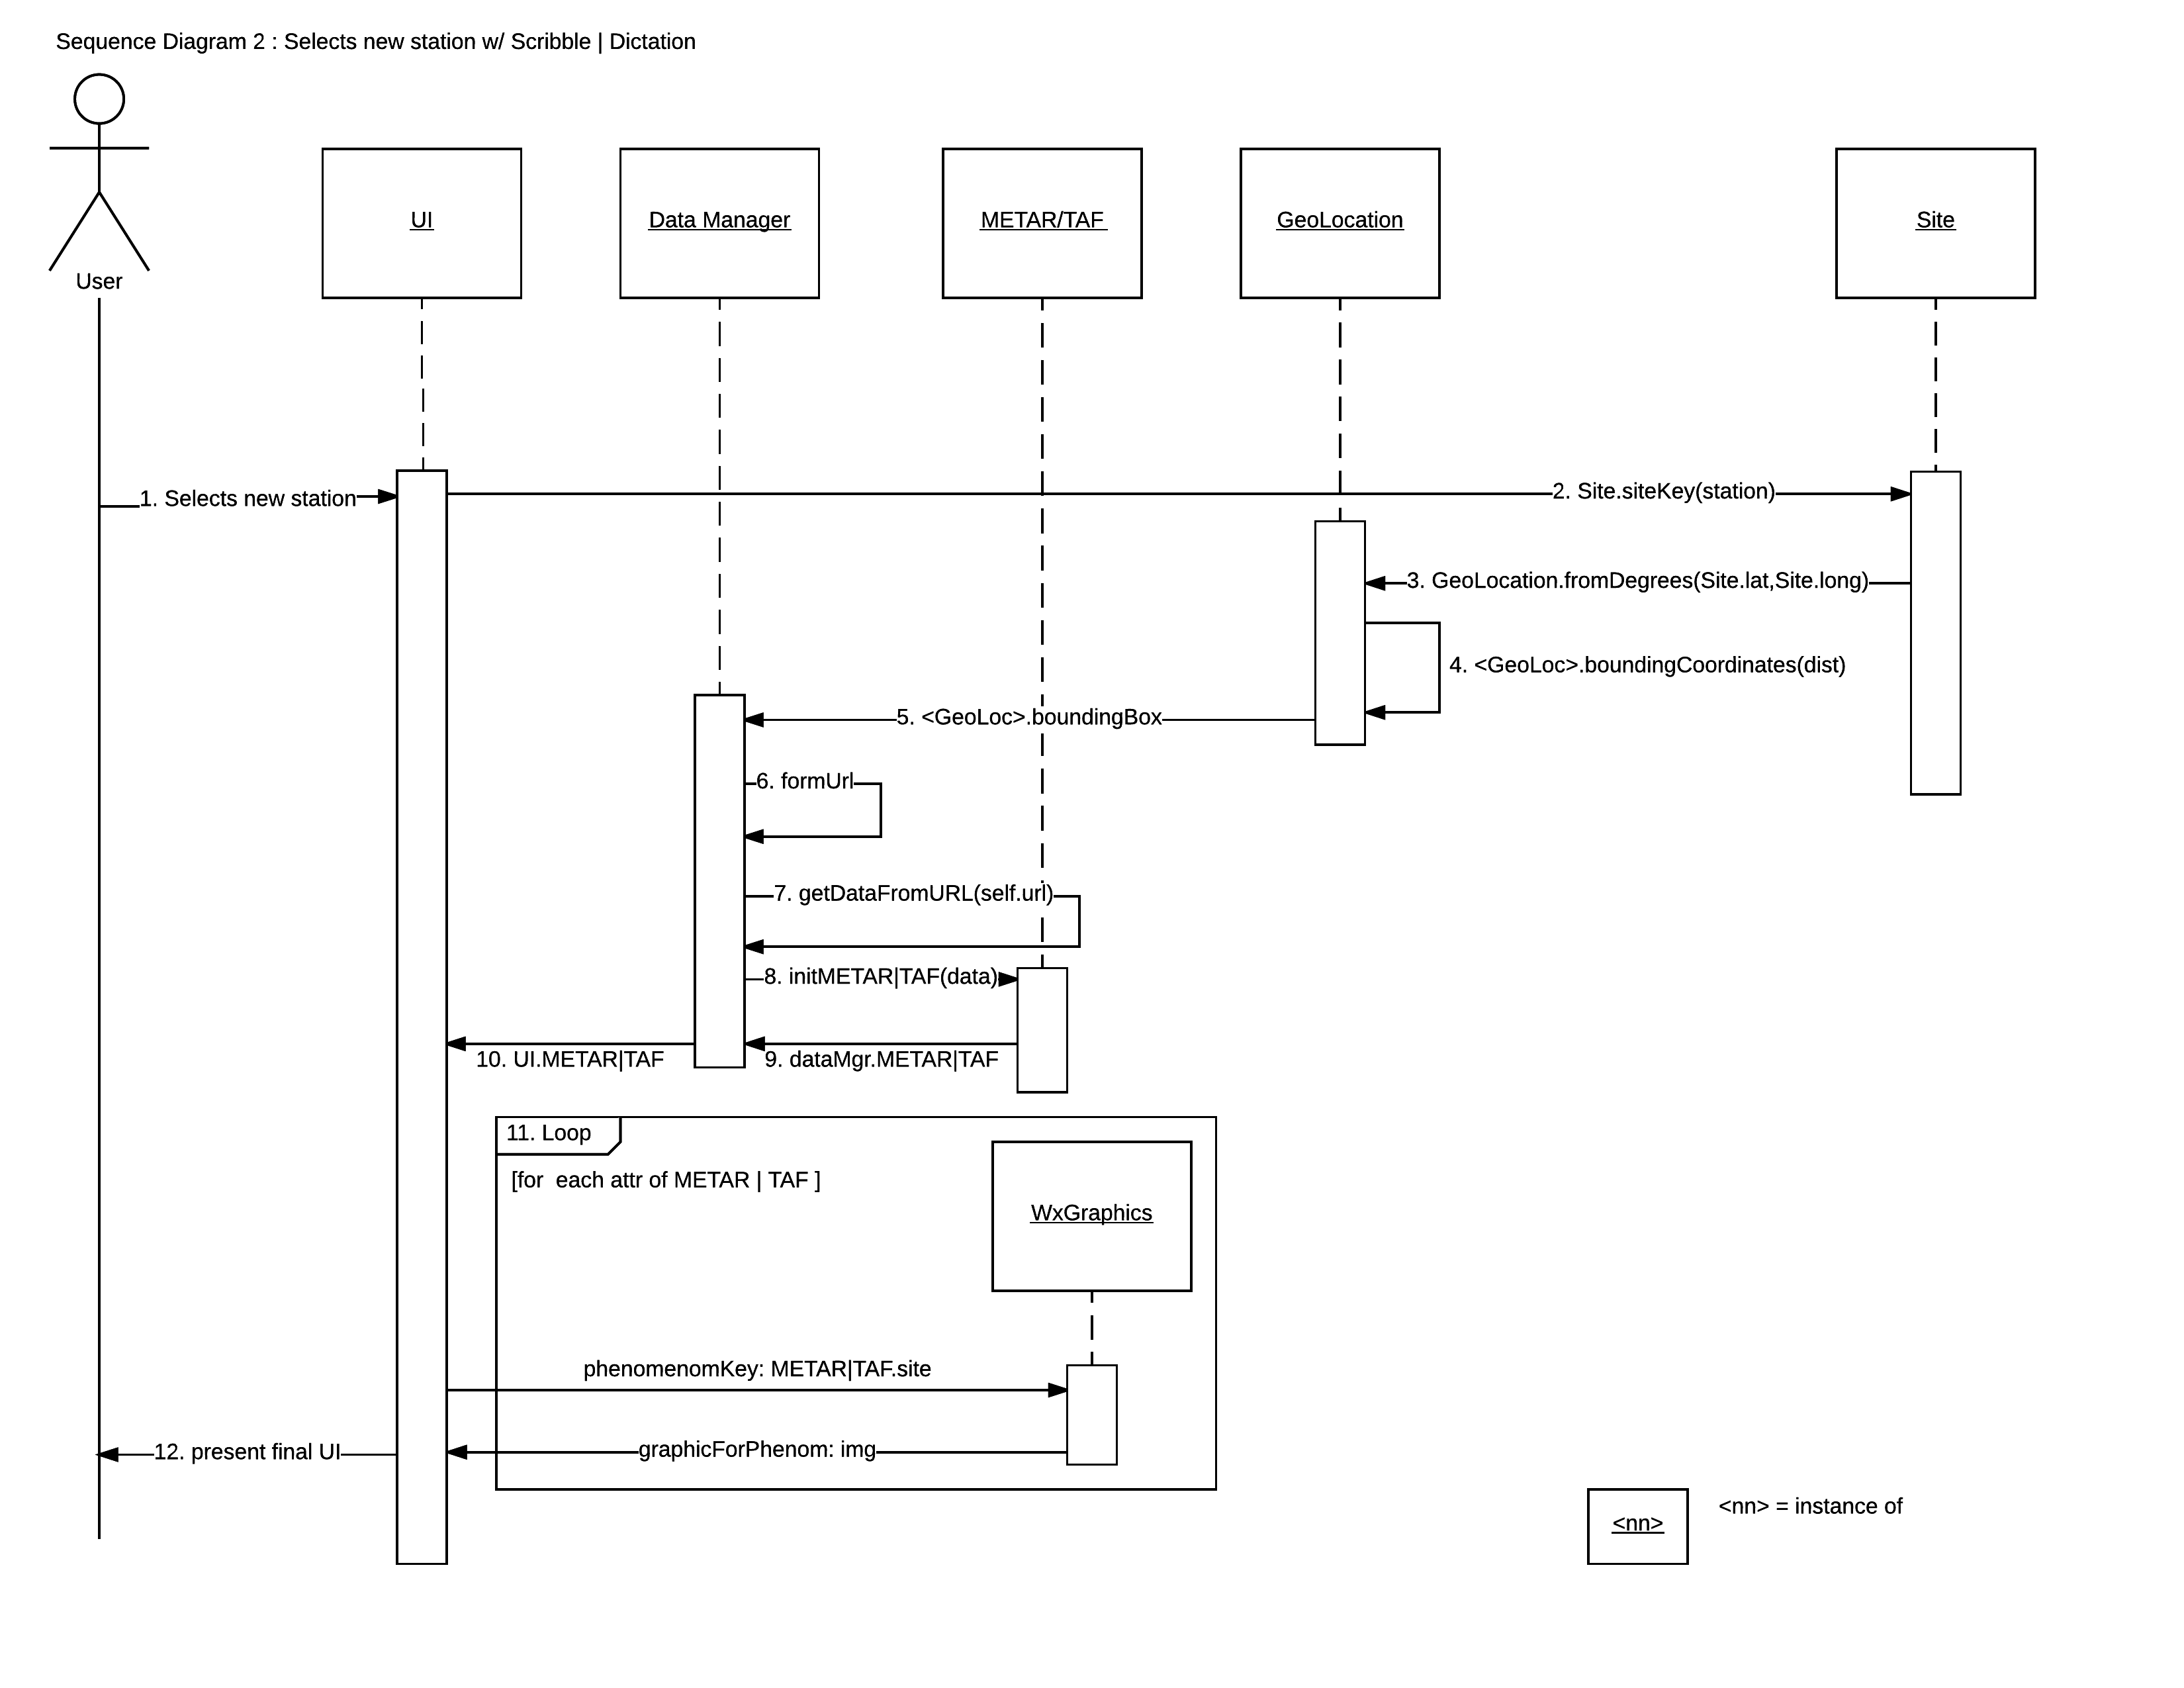 Sequence Diagram 2 : Selects new station w/ Scribble | Dictation
User
UI
Data Manager
METAR/TAF
GeoLocation
Site
1. Selects new station
2. Site.siteKey(station)
3. GeoLocation.fromDegrees(Site.lat,Site.long)
4. <GeoLoc>.boundingCoordinates(dist)
5. <GeoLoc>.boundingBox
6. formUrl
7. getDataFromURL(self.url)
8. initMETAR|TAF(data)
10. UI.METAR|TAF
9. dataMgr.METAR|TAF
11. Loop
[for  each attr of METAR | TAF ]
WxGraphics
phenomenomKey: METAR|TAF.site
graphicForPhenom: img
12. present final UI
<nn>
<nn> = instance of